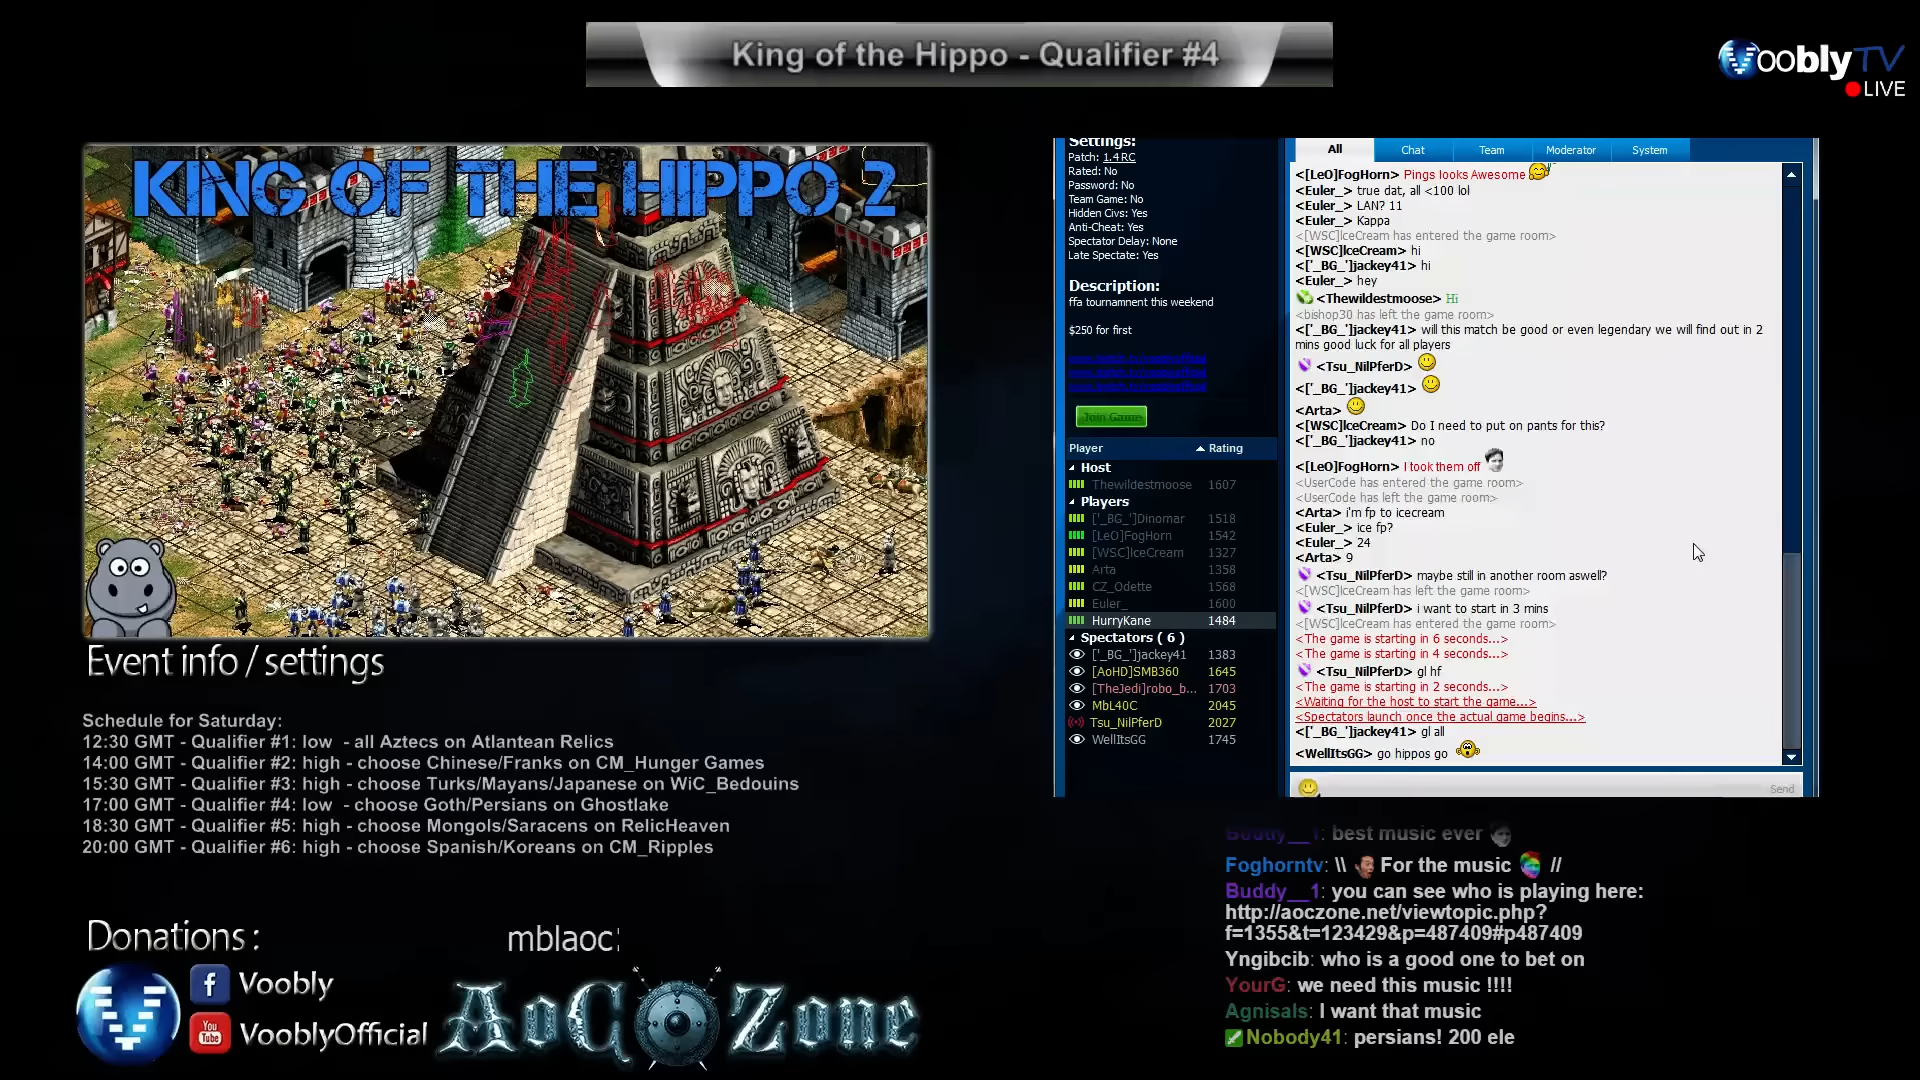 King of the Hippo - Qualifier #4
VooblyTV
LIVE
KING OF THE HIPPO 2
Event info / settings
Schedule for Saturday:
12:30 GMT - Qualifier #1: low - all Aztecs on Atlantean Relics
14:00 GMT - Qualifier #2: high - choose Chinese/Franks on CM_Hunger Games
15:30 GMT - Qualifier #3: high - choose Turks/Mayans/Japanese on WiC_Bedouins
17:00 GMT - Qualifier #4: low - choose Goth/Persians on Ghostlake
18:30 GMT - Qualifier #5: high - choose Mongols/Saracens on RelicHeaven
20:00 GMT - Qualifier #6: high - choose Spanish/Koreans on CM_Ripples
Donations :
mblaoc:
Voobly
You Tube
VooblyOfficial
AoCZone
Settings:
Patch: 1.4 RC
Rated: No
Password: No
Team Game: No
Hidden Civs: Yes
Anti-Cheat: Yes
Spectator Delay: None
Late Spectate: Yes
Description:
ffa tournamnent this weekend
$250 for first
Join Game
Player Rating
Host
Thewildestmoose 1607
Players
['_BG_']Dinomar 1518
[LeO]FogHorn 1542
[WSC]IceCream 1327
Arta 1358
CZ_Odette 1568
Euler_ 1600
HurryKane 1484
Spectators ( 6 )
['_BG_']jackey41 1383
[AoHD]SMB360 1645
[TheJedi]robo_b... 1703
MbL40C 2045
Tsu_NilPferD 2027
WellItsGG 1745
All Chat Team Moderator System
<[LeO]FogHorn> Pings looks Awesome
<Euler_> true dat, all <100 lol
<Euler_> LAN? 11
<Euler_> Kappa
<[WSC]IceCream has entered the game room>
<[WSC]IceCream> hi
<['_BG_']jackey41> hi
<Euler_> hey
<Thewildestmoose> Hi
<bishop30 has left the game room>
<['_BG_']jackey41> will this match be good or even legendary we will find out in 2
mins good luck for all players
<Tsu_NilPferD>
<['_BG_']jackey41>
<Arta>
<[WSC]IceCream> Do I need to put on pants for this?
<['_BG_']jackey41> no
<[LeO]FogHorn> I took them off
<UserCode has entered the game room>
<UserCode has left the game room>
<Arta> i'm fp to icecream
<Euler_> ice fp?
<Euler_> 24
<Arta> 9
<Tsu_NilPferD> maybe still in another room aswell?
<[WSC]IceCream has left the game room>
<Tsu_NilPferD> i want to start in 3 mins
<[WSC]IceCream has entered the game room>
<The game is starting in 6 seconds...>
<The game is starting in 4 seconds...>
<Tsu_NilPferD> gl hf
<The game is starting in 2 seconds...>
<Waiting for the host to start the game...>
<Spectators launch once the actual game begins...>
<['_BG_']jackey41> gl all
<WellItsGG> go hippos go
Send
Buddy__1: best music ever
Foghorntv: \\ For the music //
Buddy__1: you can see who is playing here:
http://aoczone.net/viewtopic.php?
f=1355&t=123429&p=487409#p487409
Yngibcib: who is a good one to bet on
YourG: we need this music !!!!
Agnisals: I want that music
Nobody41: persians! 200 ele